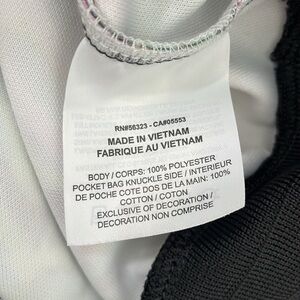 RN#56323 - CA#05553
MADE IN VIETNAM
FABRIQUE AU VIETNAM
BODY / CORPS: 100% POLYESTER
POCKET BAG KNUCKLE SIDE / INTERIEUR
DE POCHE COTE DOS DE LA MAIN: 100%
COTTON / COTON
EXCLUSIVE OF DECORATION /
DECORATION NON COMPRISE